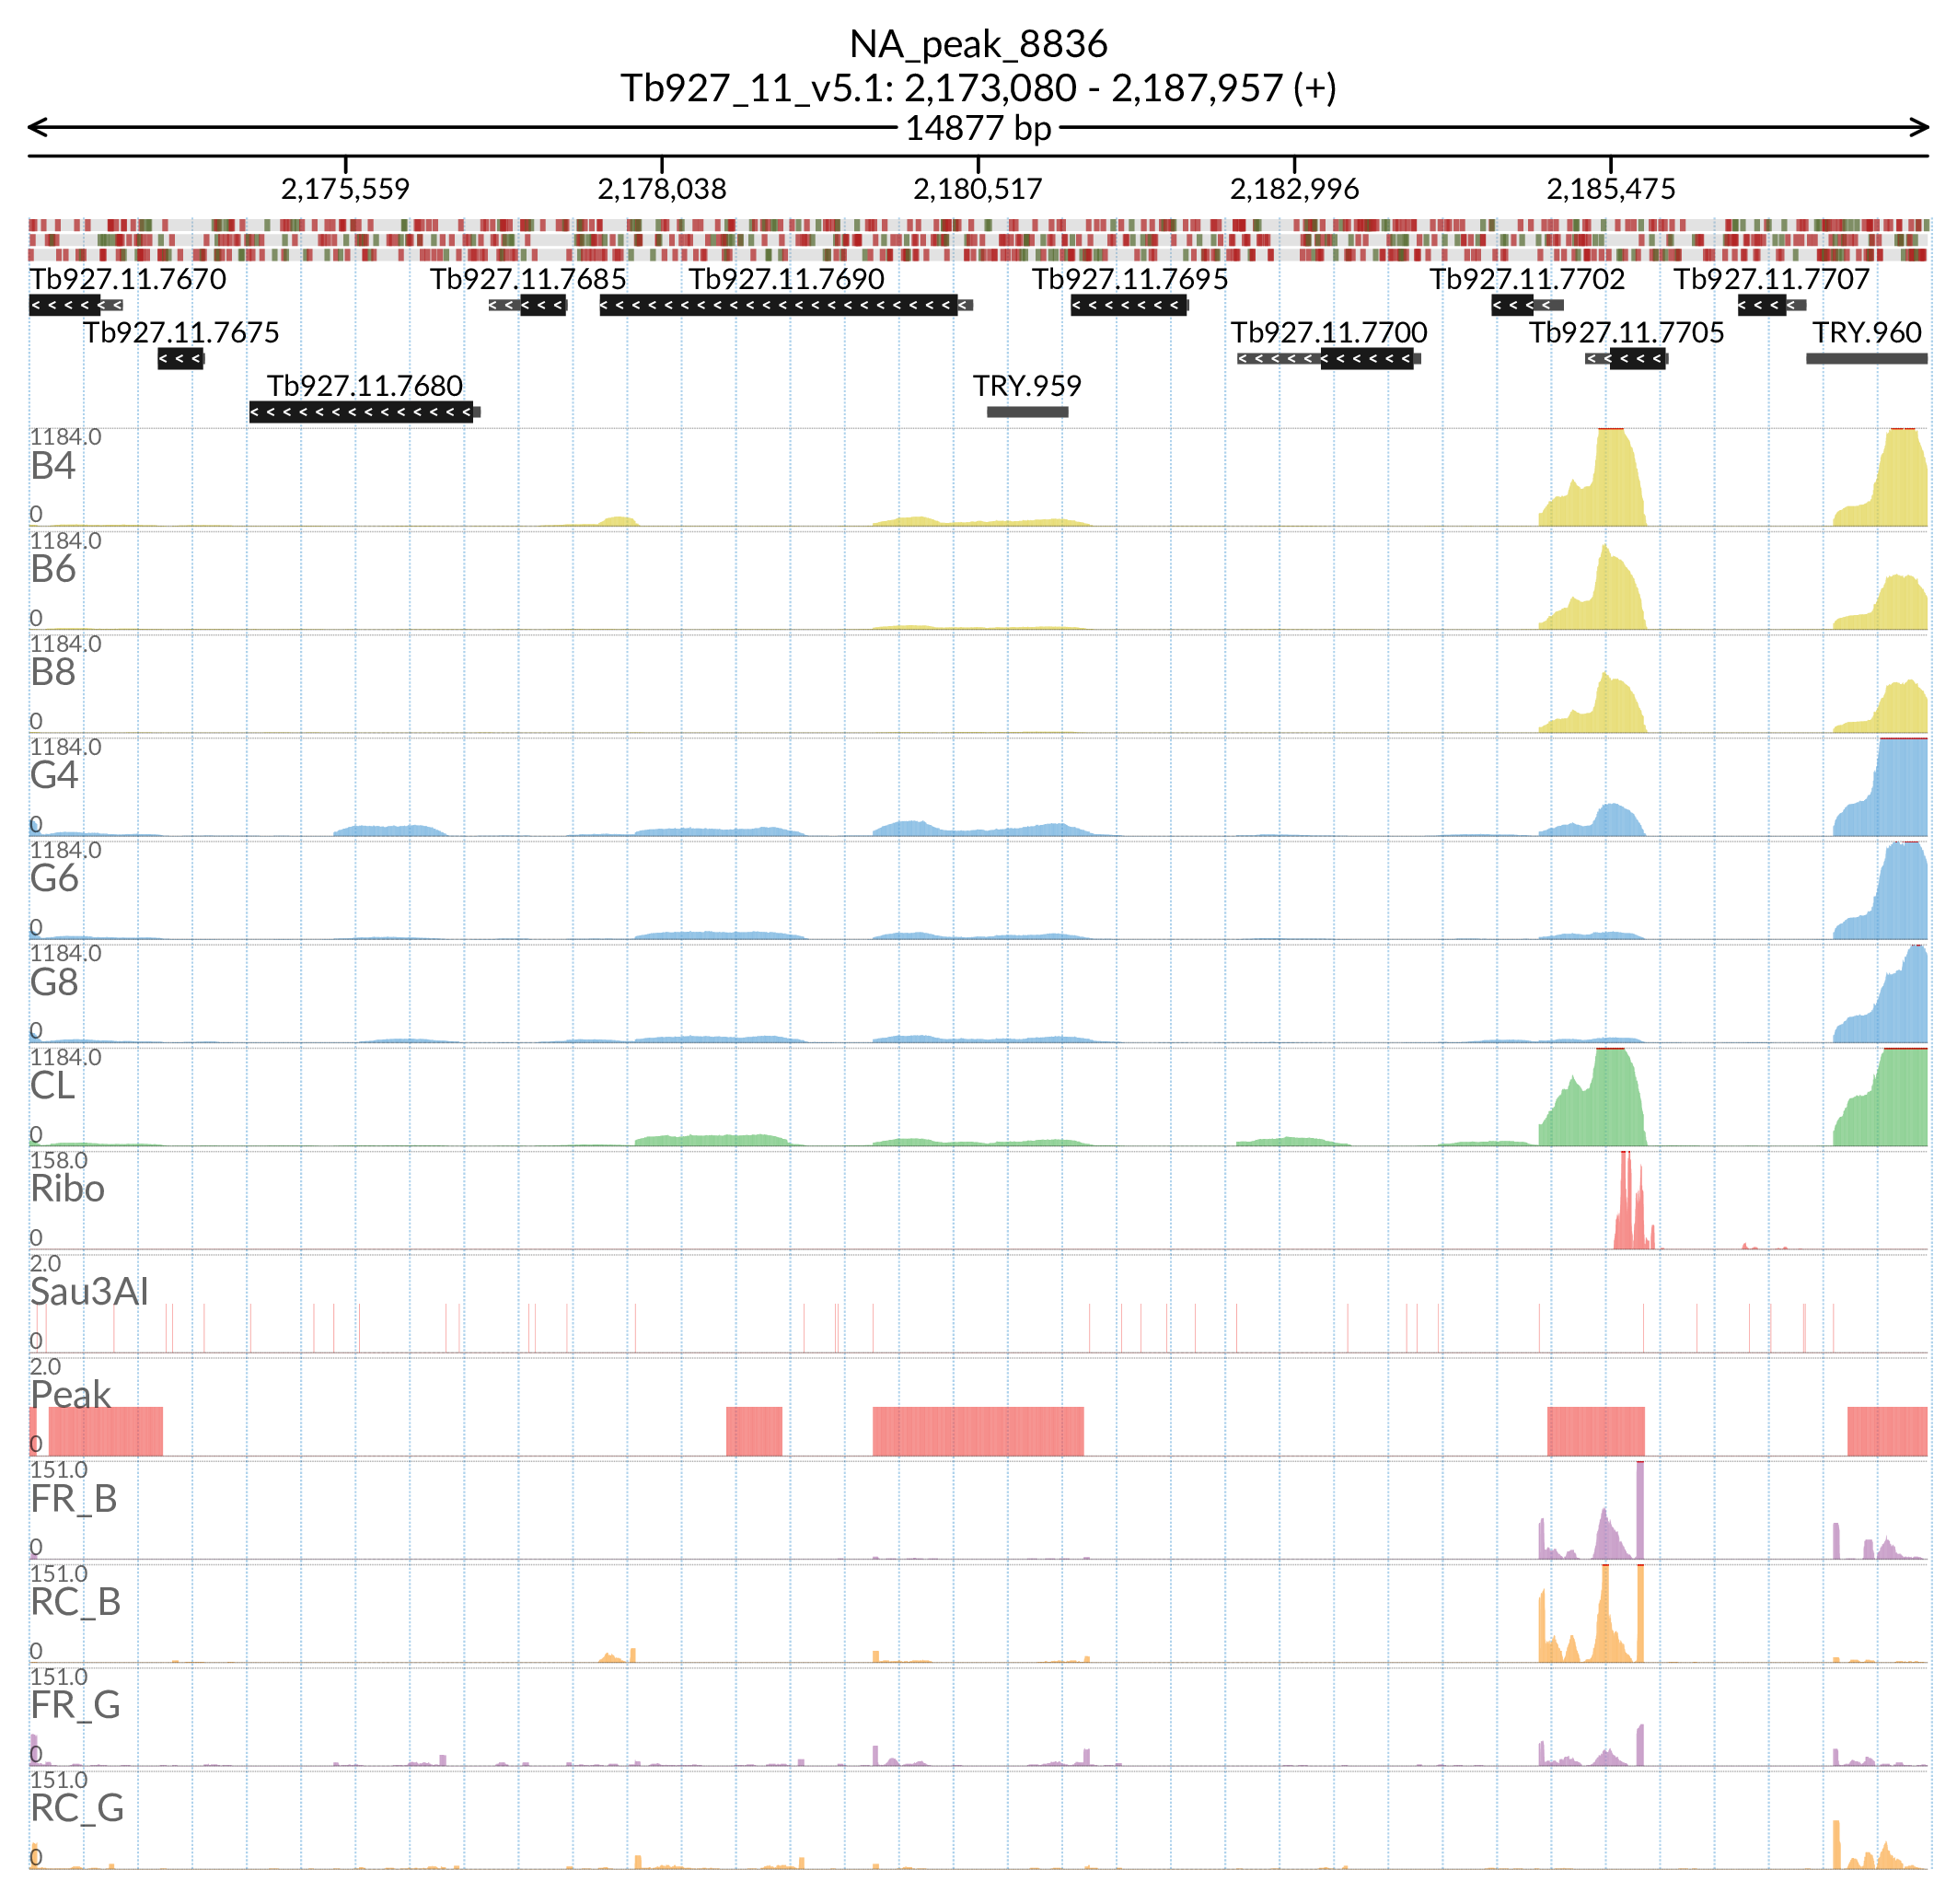 NA_peak_8836
Tb927_11_v5.1: 2,173,080 - 2,187,957 (+)
14877 bp
2,175,559 2,178,038 2,180,517 2,182,996 2,185,475
Tb927.11.7670 Tb927.11.7685 Tb927.11.7690 Tb927.11.7695 Tb927.11.7702 Tb927.11.7707
Tb927.11.7675 Tb927.11.7700 Tb927.11.7705 TRY.960
Tb927.11.7680 TRY.959
1184.0
B4
0
1184.0
B6
0
1184.0
B8
0
1184.0
G4
0
1184.0
G6
0
1184.0
G8
0
1184.0
CL
0
158.0
Ribo
0
2.0
Sau3AI
0
2.0
Peak
0
151.0
FR_B
0
151.0
RC_B
0
151.0
FR_G
0
151.0
RC_G
0